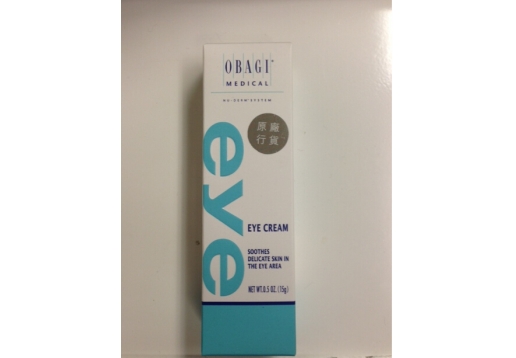 OBAGI
MEDICAL
NU-DERM® SYSTEM
原廠
行貨
eye
EYE CREAM
SOOTHES
DELICATE SKIN IN
THE EYE AREA
NET WT. 0.5 OZ. (15g)